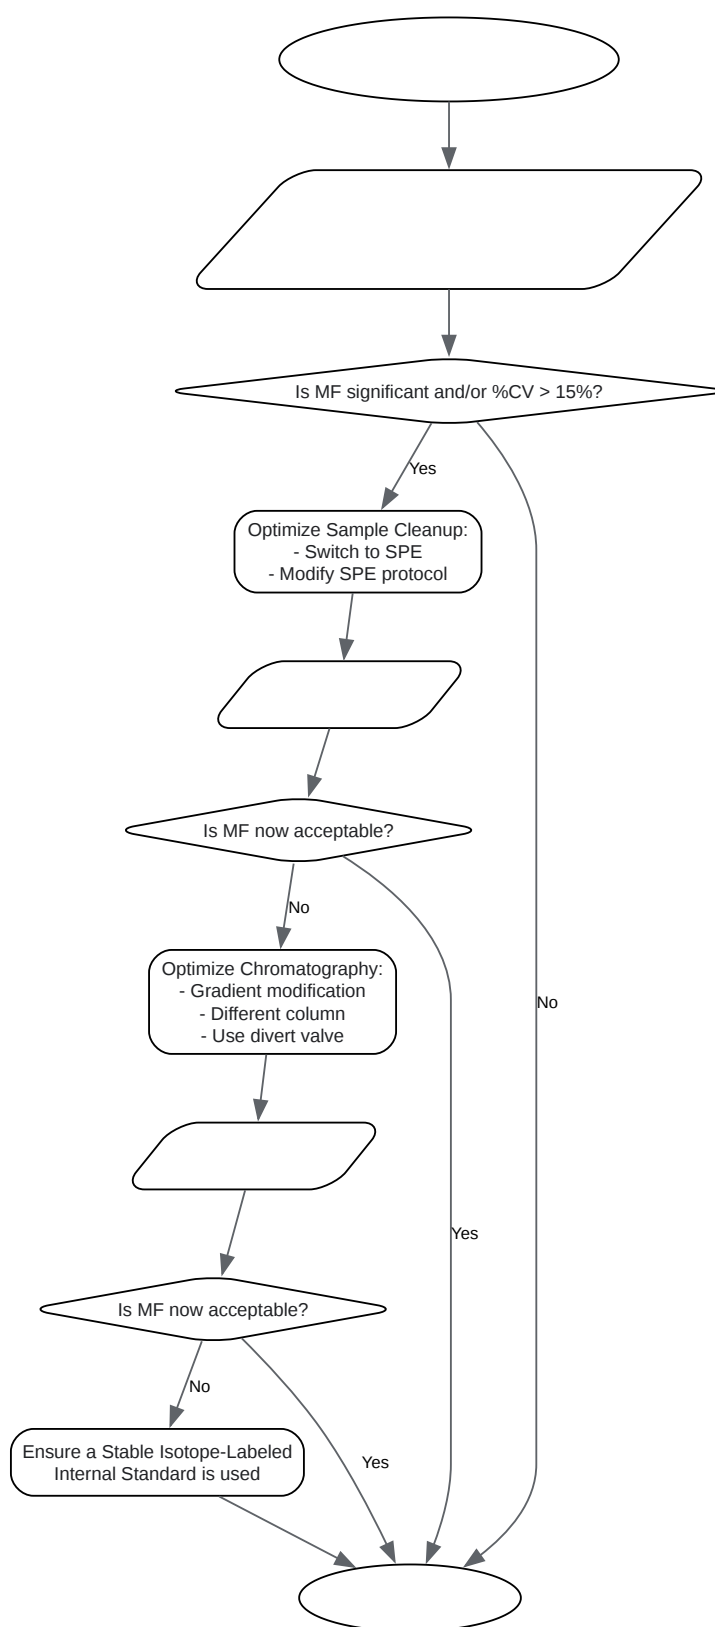 Is MF significant and/or %CV > 15%?
Yes
Optimize Sample Cleanup:
- Switch to SPE
- Modify SPE protocol
Is MF now acceptable?
No
Optimize Chromatography:
- Gradient modification
- Different column
- Use divert valve
No
Yes
Is MF now acceptable?
No
Ensure a Stable Isotope-Labeled
Internal Standard is used
Yes